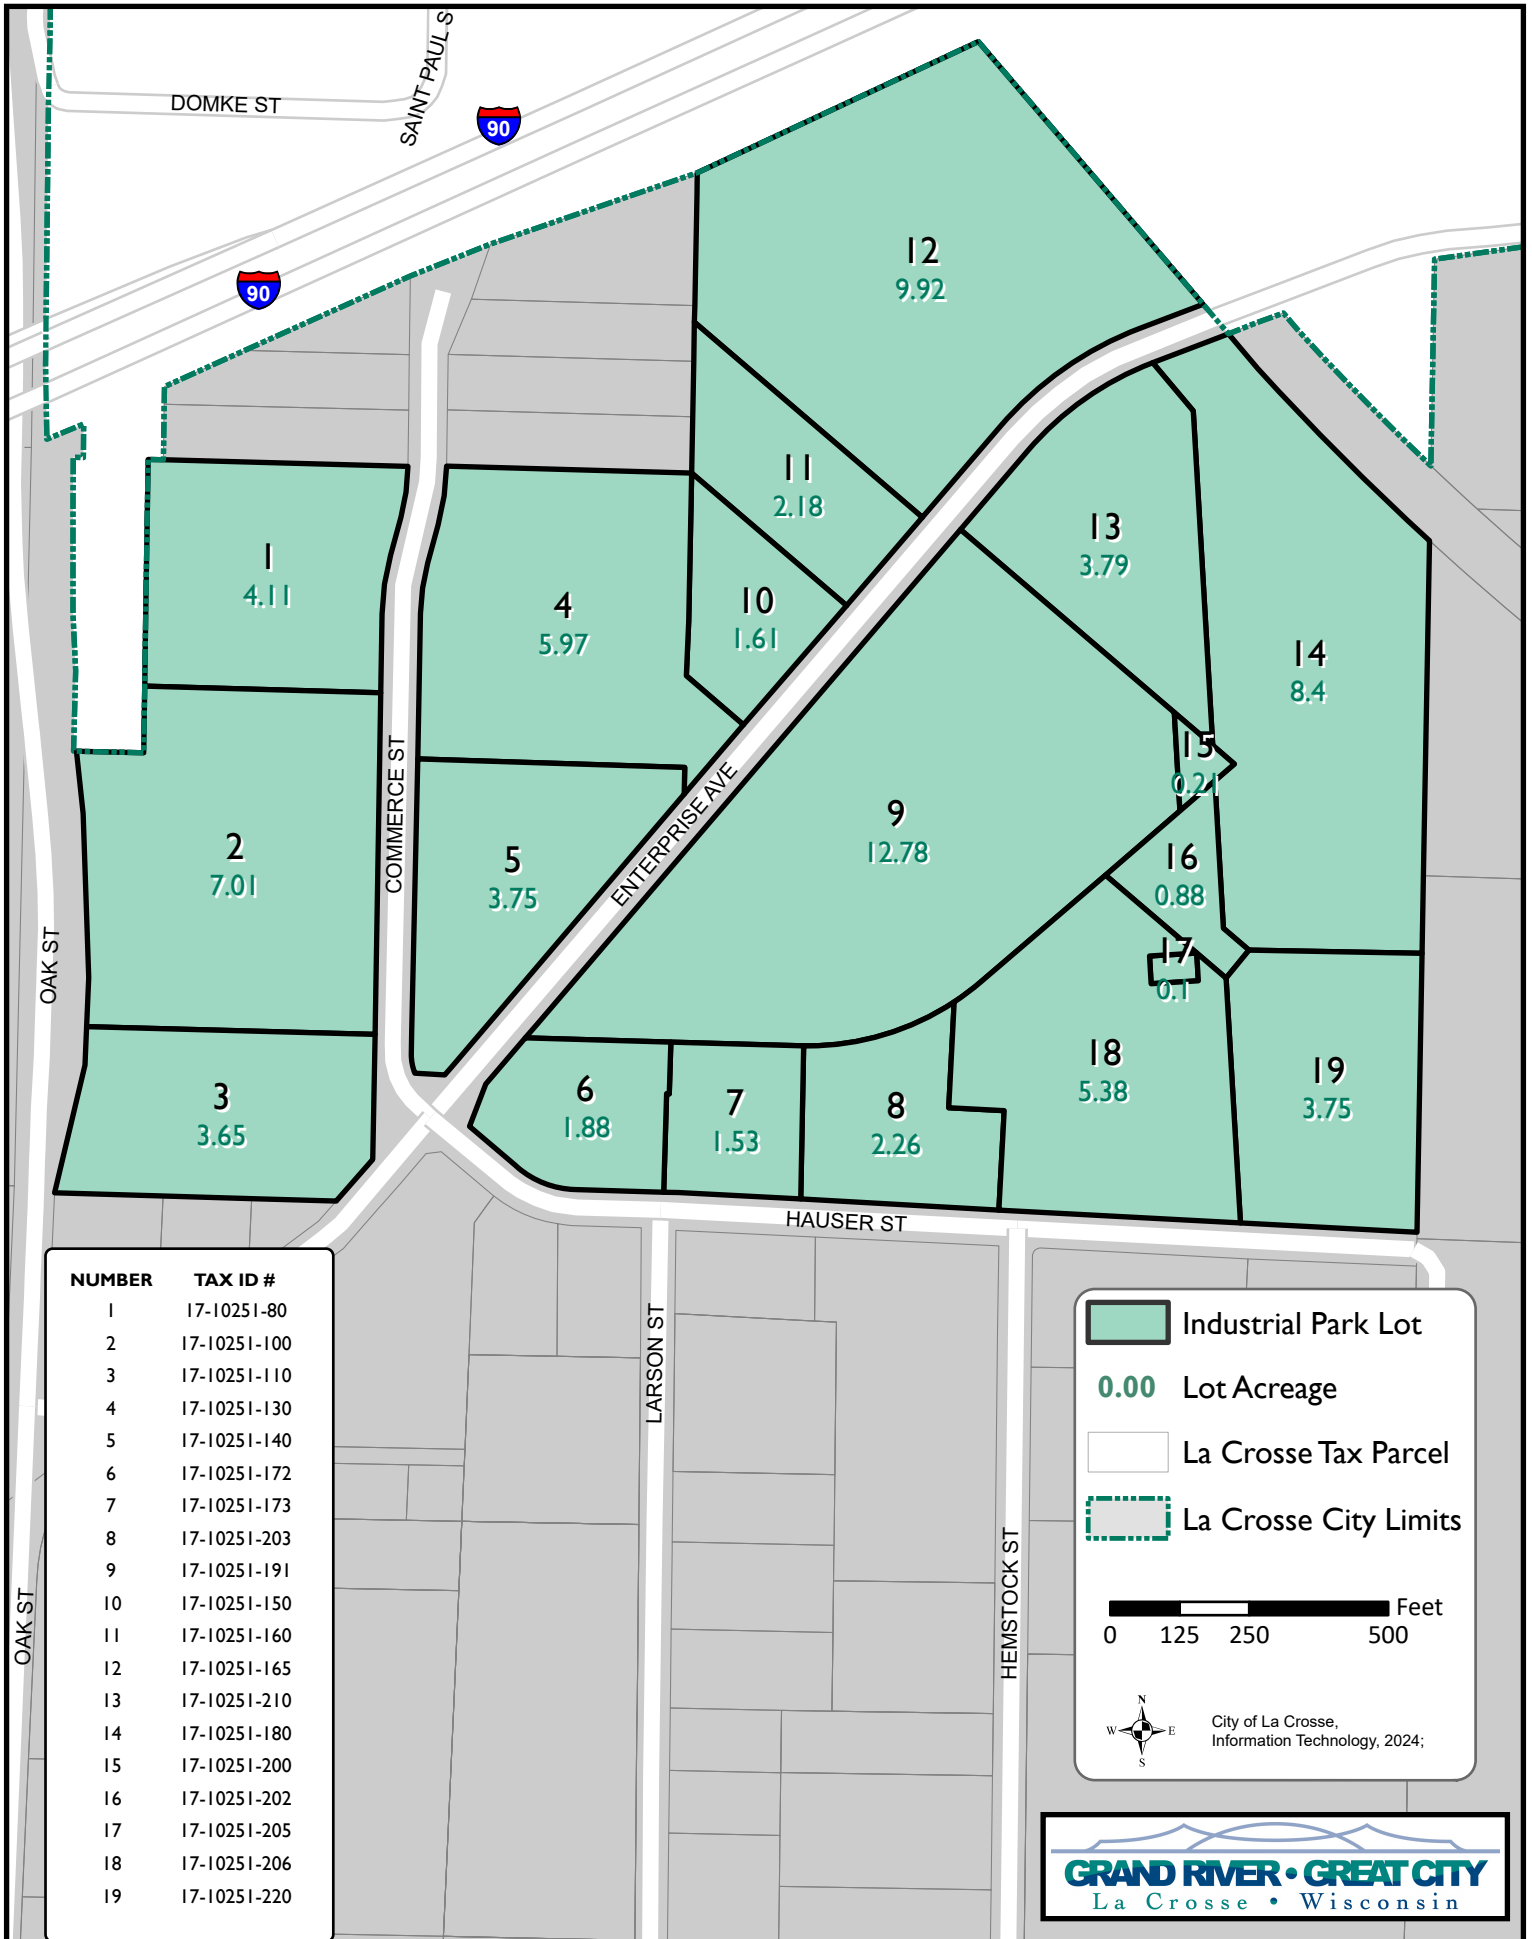 SAINT PAUL S
DOMKE ST
90
90
12
9.92
11
2.18
13
3.79
1
4.11
10
1.61
4
5.97
14
8.4
15
0.21
COMMERCE ST
ENTERPRISE AVE
9
12.78
2
7.01
5
3.75
16
0.88
OAK ST
17
0.1
18
5.38
19
3.75
3
3.65
6
1.88
7
1.53
8
2.26
HAUSER ST
LARSON ST
HEMSTOCK ST
OAK ST
NUMBER TAX ID #
1 17-10251-80
2 17-10251-100
3 17-10251-110
4 17-10251-130
5 17-10251-140
6 17-10251-172
7 17-10251-173
8 17-10251-203
9 17-10251-191
10 17-10251-150
11 17-10251-160
12 17-10251-165
13 17-10251-210
14 17-10251-180
15 17-10251-200
16 17-10251-202
17 17-10251-205
18 17-10251-206
19 17-10251-220
Industrial Park Lot
0.00 Lot Acreage
La Crosse Tax Parcel
La Crosse City Limits
Feet
0 125 250 500
N
W E
S
City of La Crosse,
Information Technology, 2024;
GRAND RIVER • GREAT CITY
La Crosse • Wisconsin